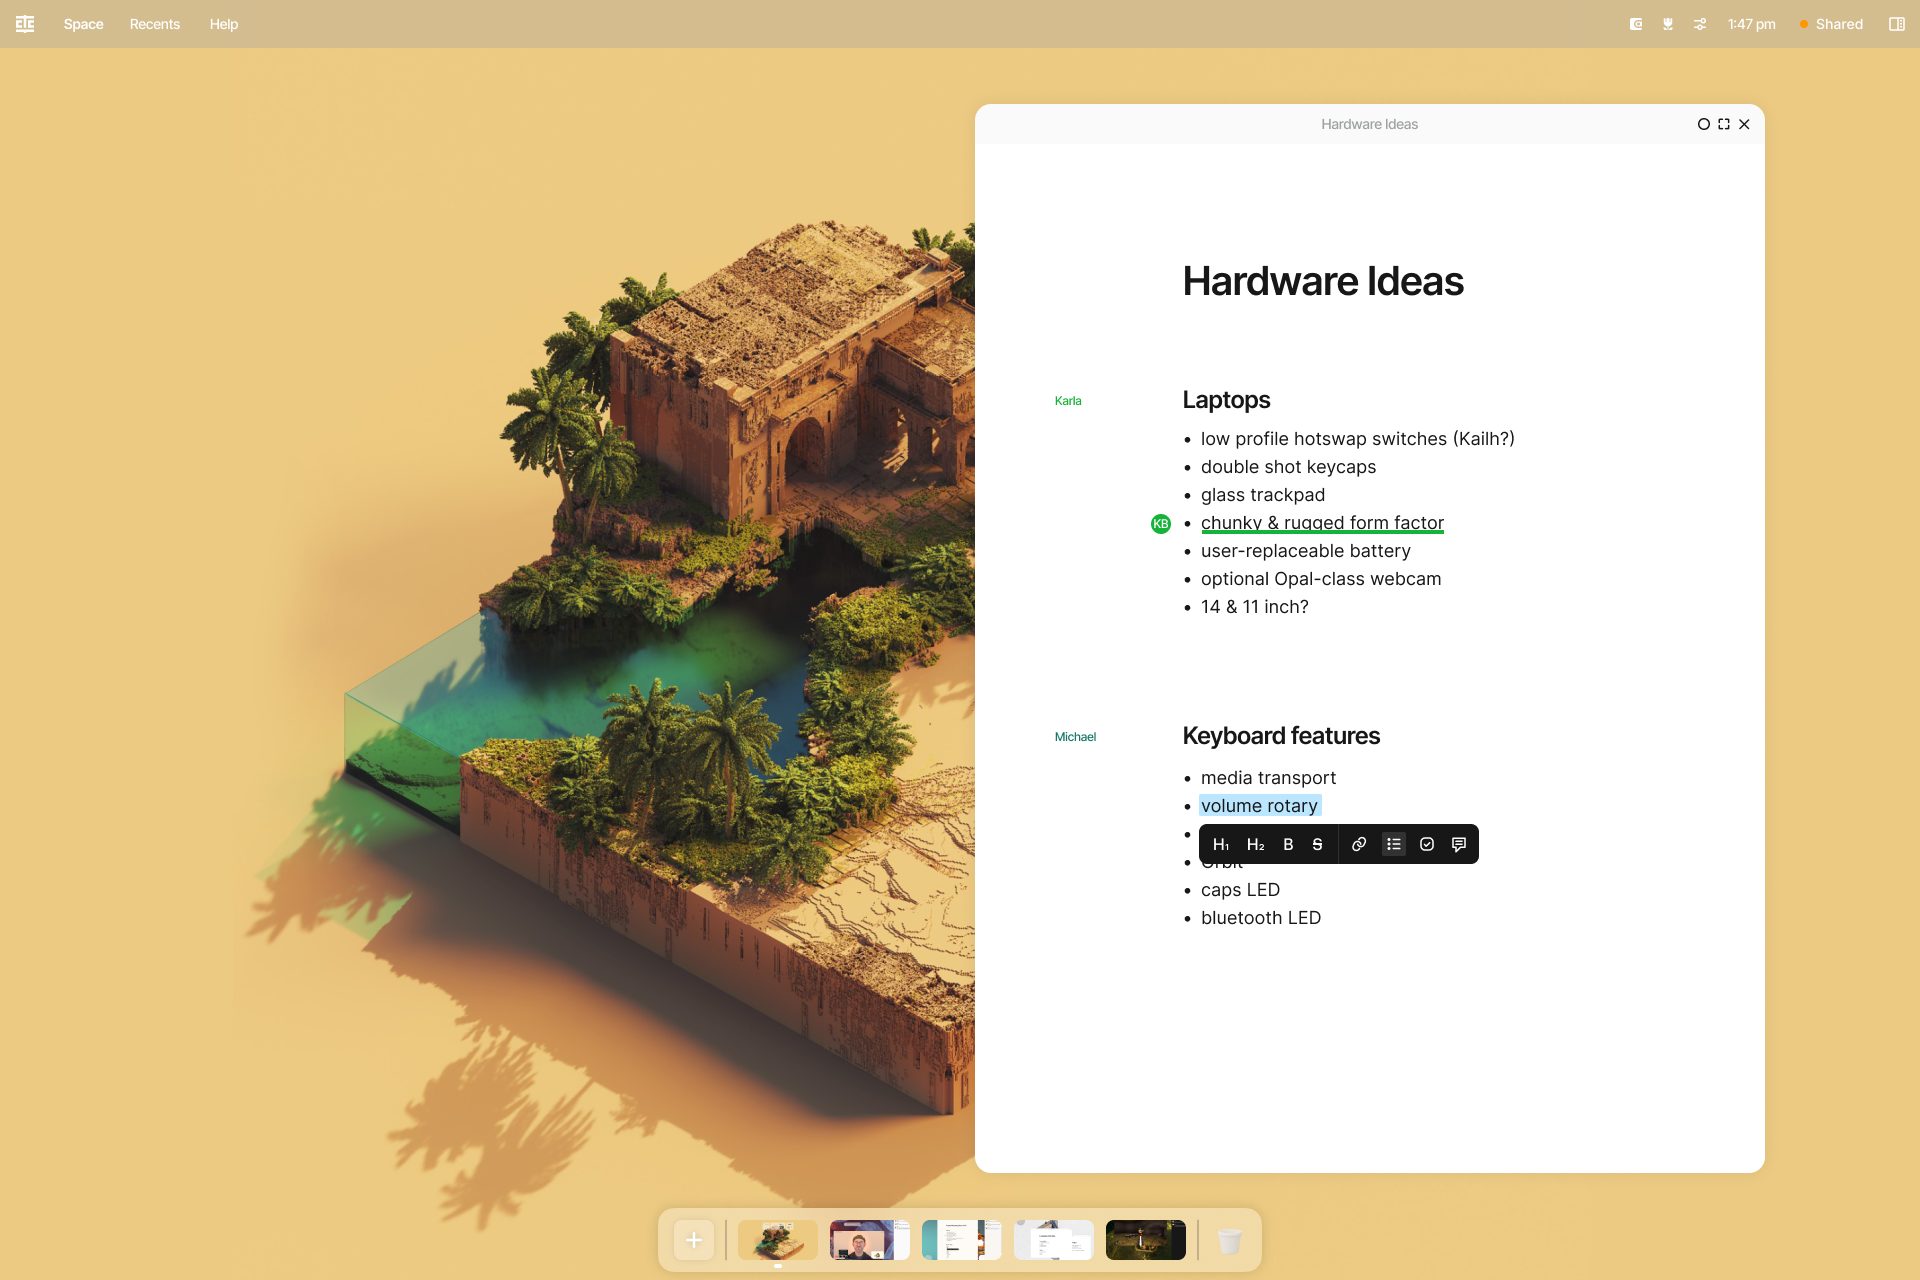 Space Recents Help 1:47 pm Shared
Hardware Ideas
Hardware Ideas
Karla
Laptops
• low profile hotswap switches (Kailh?)
• double shot keycaps
• glass trackpad
KB
• chunky & rugged form factor
• user-replaceable battery
• optional Opal-class webcam
• 14 & 11 inch?
Michael
Keyboard features
• media transport
• volume rotary
H₁ H₂ B S
• Orbit
• caps LED
• bluetooth LED